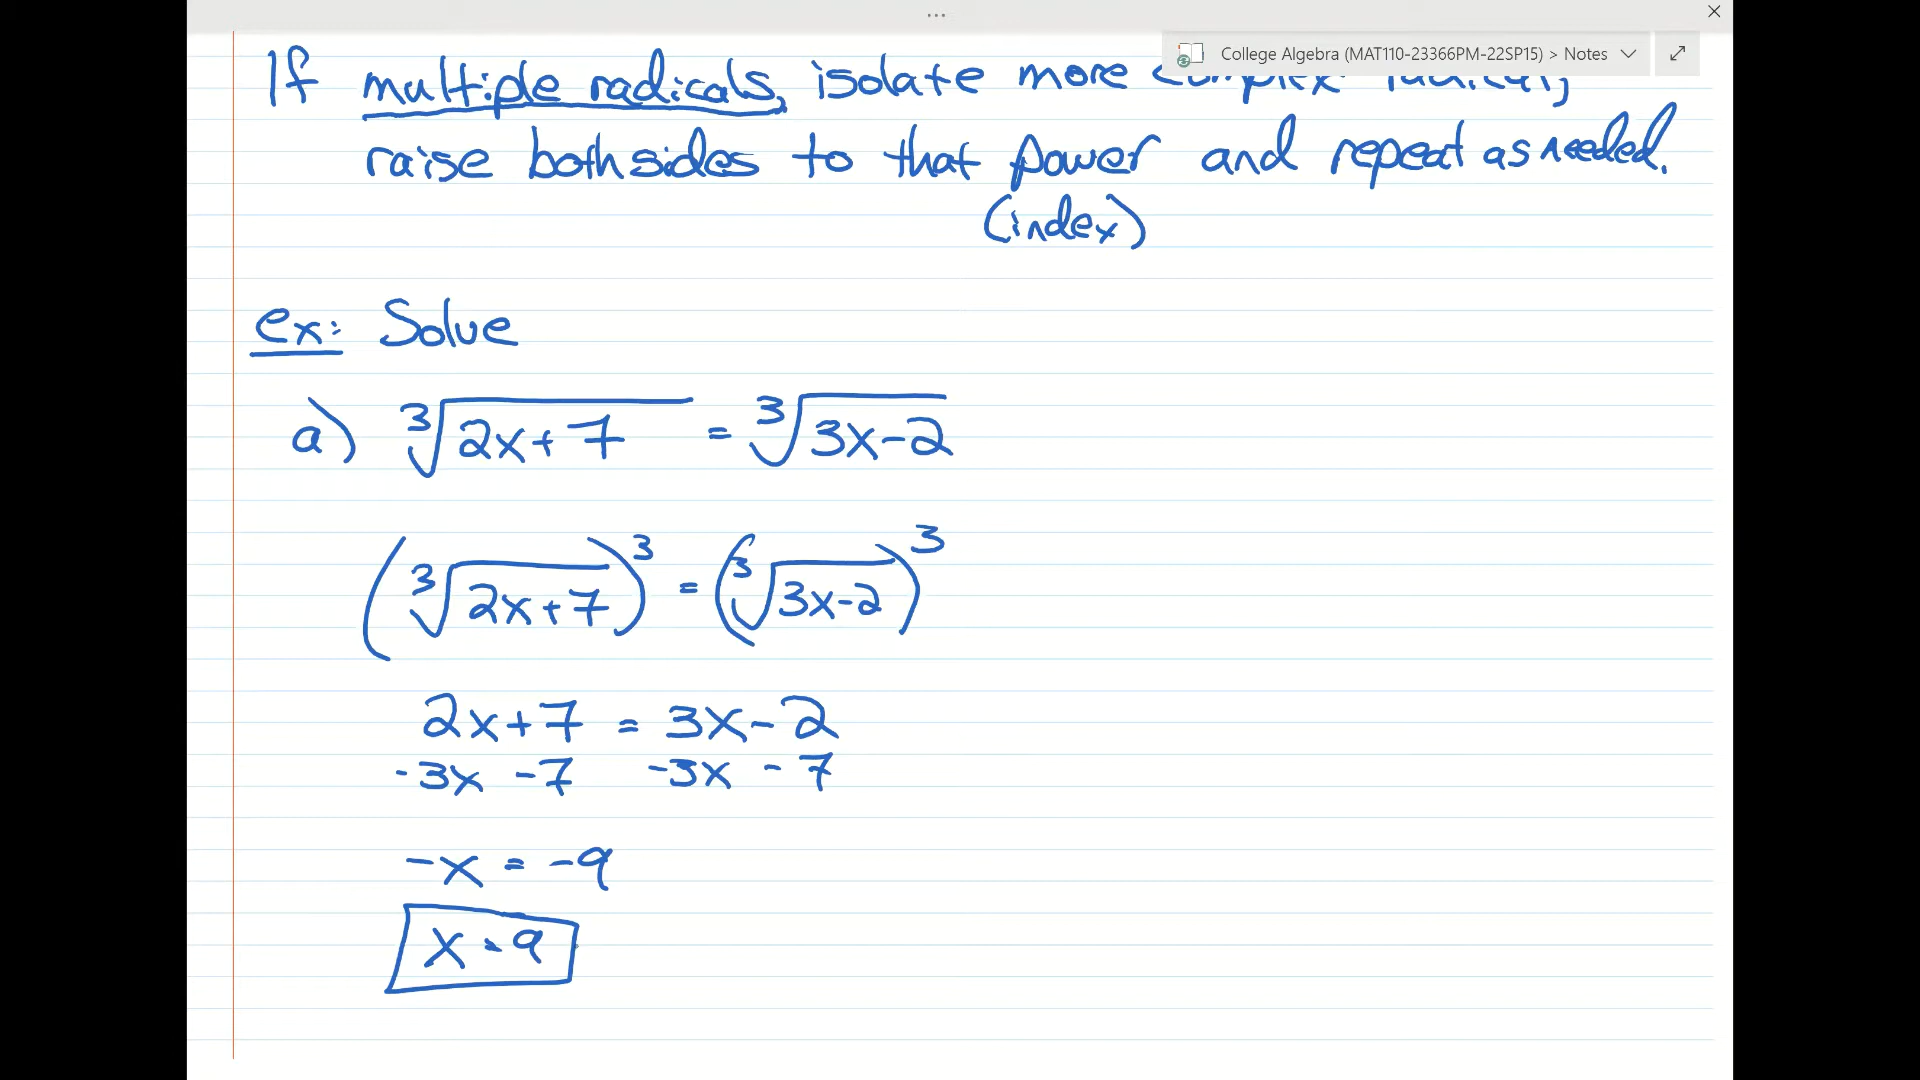 ...
College Algebra (MAT110-23366PM-22SP15) > Notes
If multiple radicals, isolate more complex radical,
raise both sides to that power and repeat as needed.
(index)
ex: Solve
a) ∛(2x+7) = ∛(3x-2)
(∛(2x+7))³ = (∛(3x-2))³
2x+7 = 3x-2
-3x -7 -3x -7
-x = -9
x = 9